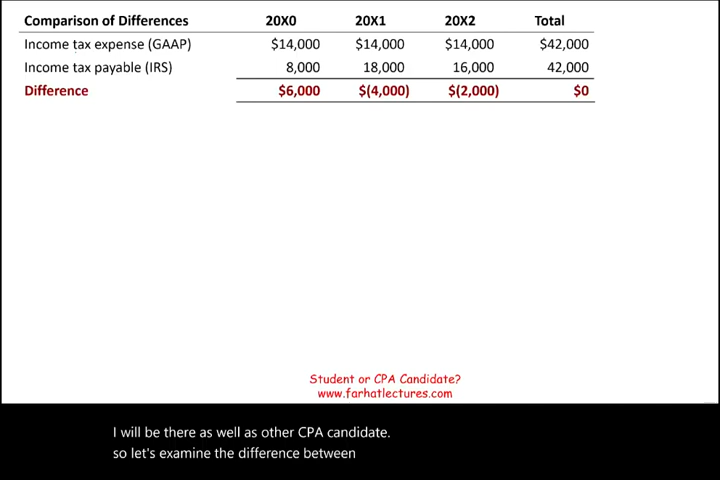 Comparison of Differences 20X0 20X1 20X2 Total
Income tax expense (GAAP) $14,000 $14,000 $14,000 $42,000
Income tax payable (IRS) 8,000 18,000 16,000 42,000
Difference $6,000 $(4,000) $(2,000) $0
Student or CPA Candidate?
www.farhatlectures.com
I will be there as well as other CPA candidate.
so let's examine the difference between